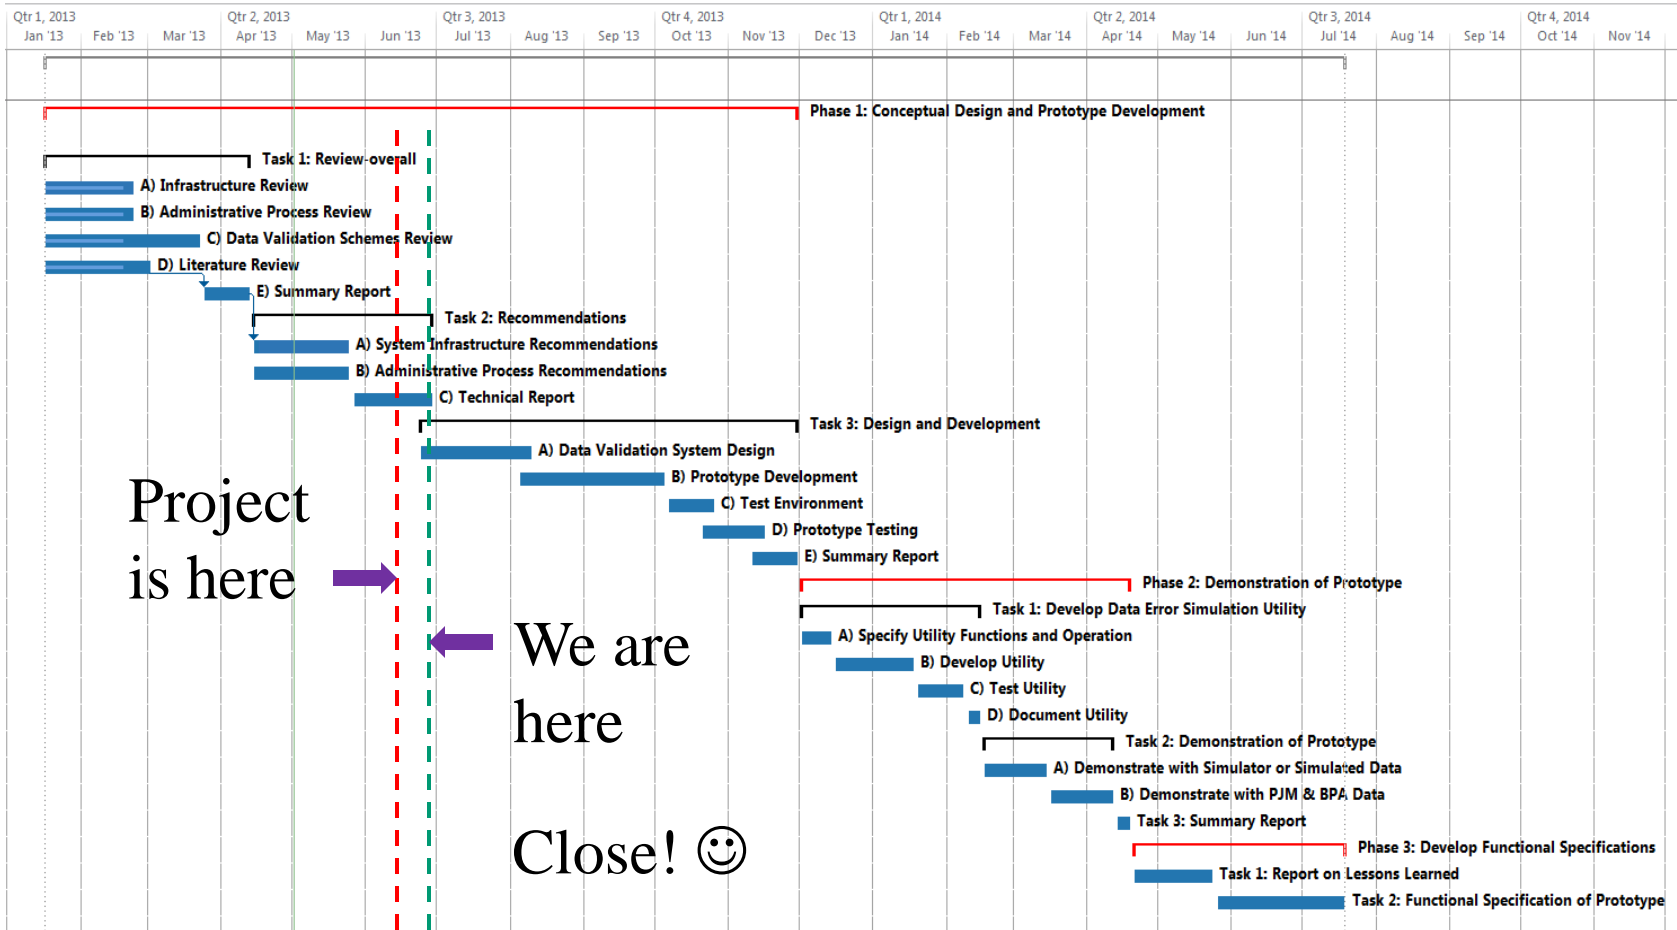 Qtr 1, 2013 Qtr 2, 2013 Qtr 3, 2013 Qtr 4, 2013 Qtr 1, 2014 Qtr 2, 2014 Qtr 3, 2014 Qtr 4, 2014
Jan '13 Feb '13 Mar '13 Apr '13 May '13 Jun '13 Jul '13 Aug '13 Sep '13 Oct '13 Nov '13 Dec '13 Jan '14 Feb '14 Mar '14 Apr '14 May '14 Jun '14 Jul '14 Aug '14 Sep '14 Oct '14 Nov '14
Phase 1: Conceptual Design and Prototype Development
Task 1: Review-overall
A) Infrastructure Review
B) Administrative Process Review
C) Data Validation Schemes Review
D) Literature Review
E) Summary Report
Task 2: Recommendations
A) System Infrastructure Recommendations
B) Administrative Process Recommendations
C) Technical Report
Task 3: Design and Development
A) Data Validation System Design
B) Prototype Development
C) Test Environment
D) Prototype Testing
E) Summary Report
Project
is here
Phase 2: Demonstration of Prototype
Task 1: Develop Data Error Simulation Utility
A) Specify Utility Functions and Operation
B) Develop Utility
C) Test Utility
D) Document Utility
We are
here
Task 2: Demonstration of Prototype
A) Demonstrate with Simulator or Simulated Data
B) Demonstrate with PJM & BPA Data
Task 3: Summary Report
Close! ☺
Phase 3: Develop Functional Specifications
Task 1: Report on Lessons Learned
Task 2: Functional Specification of Prototype